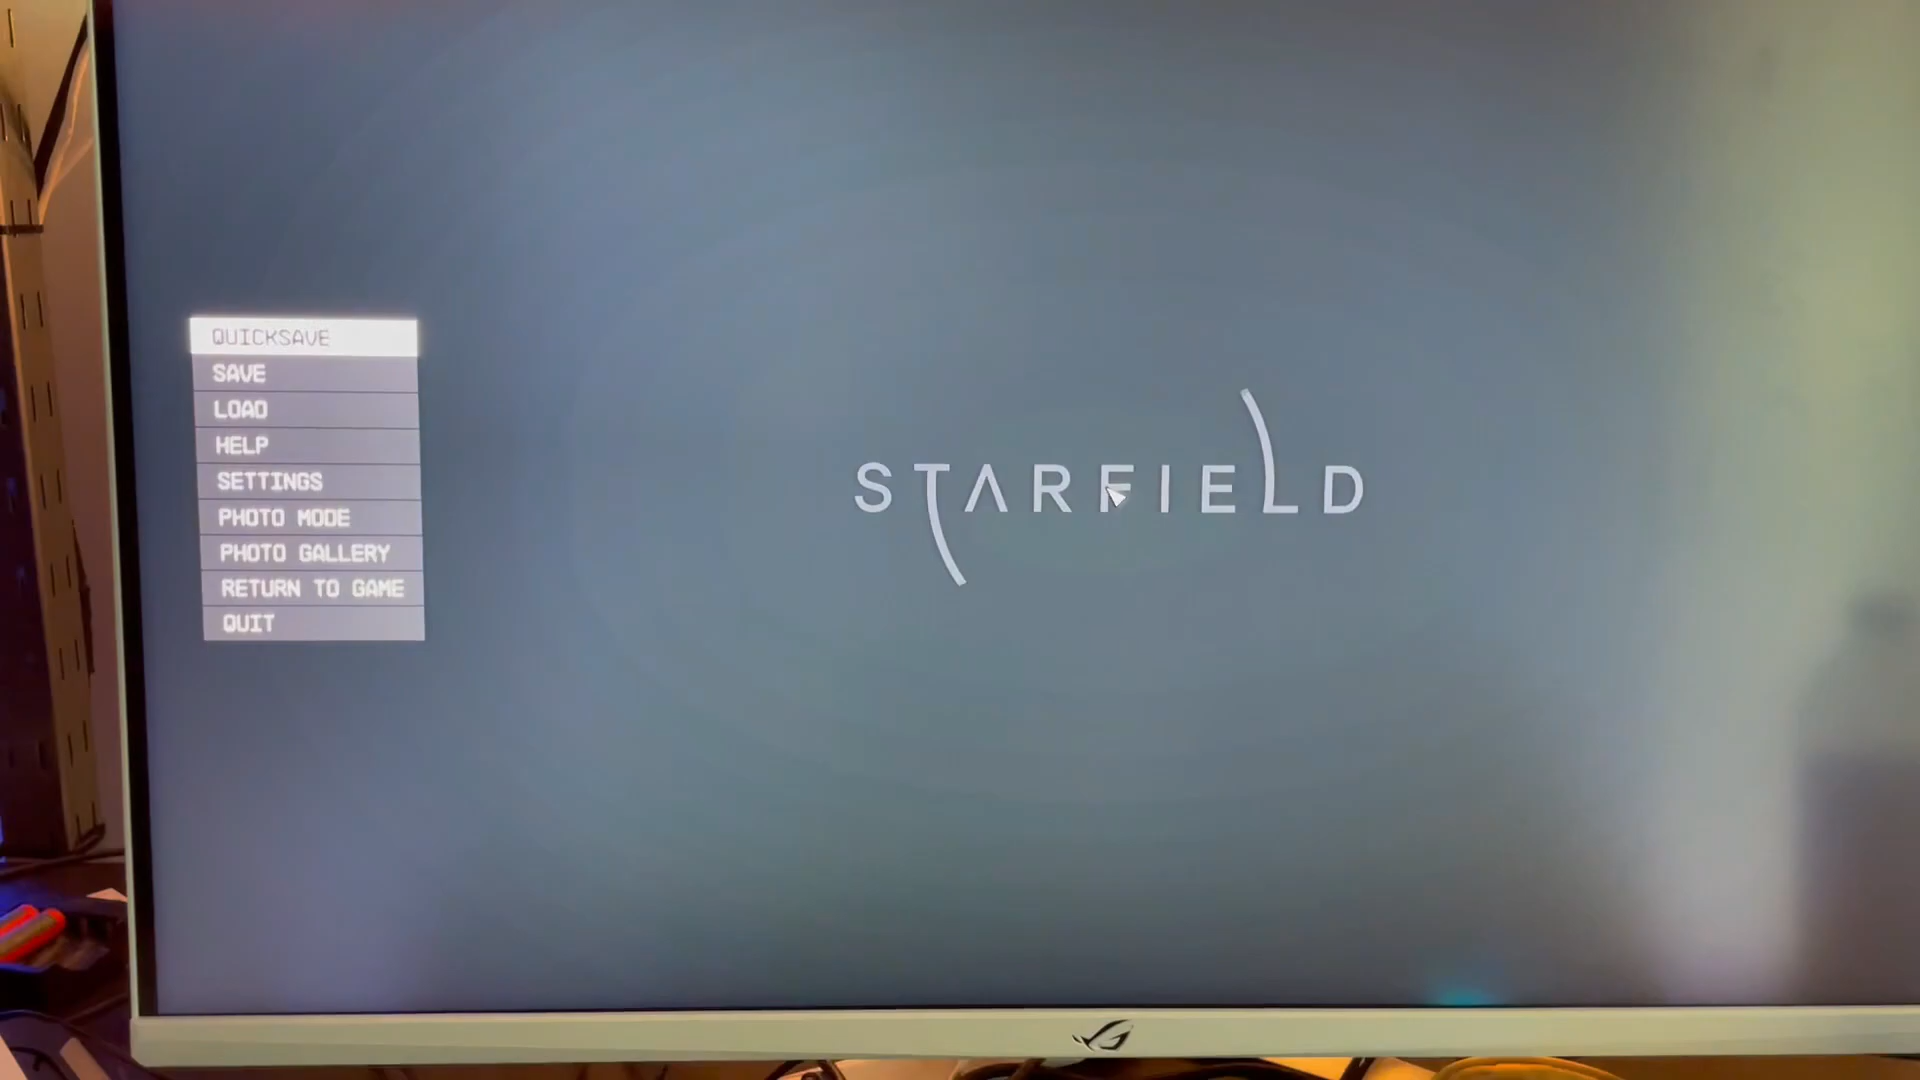 QUICKSAVE
SAVE
LOAD
HELP
SETTINGS
PHOTO MODE
PHOTO GALLERY
RETURN TO GAME
QUIT
STARFIELD